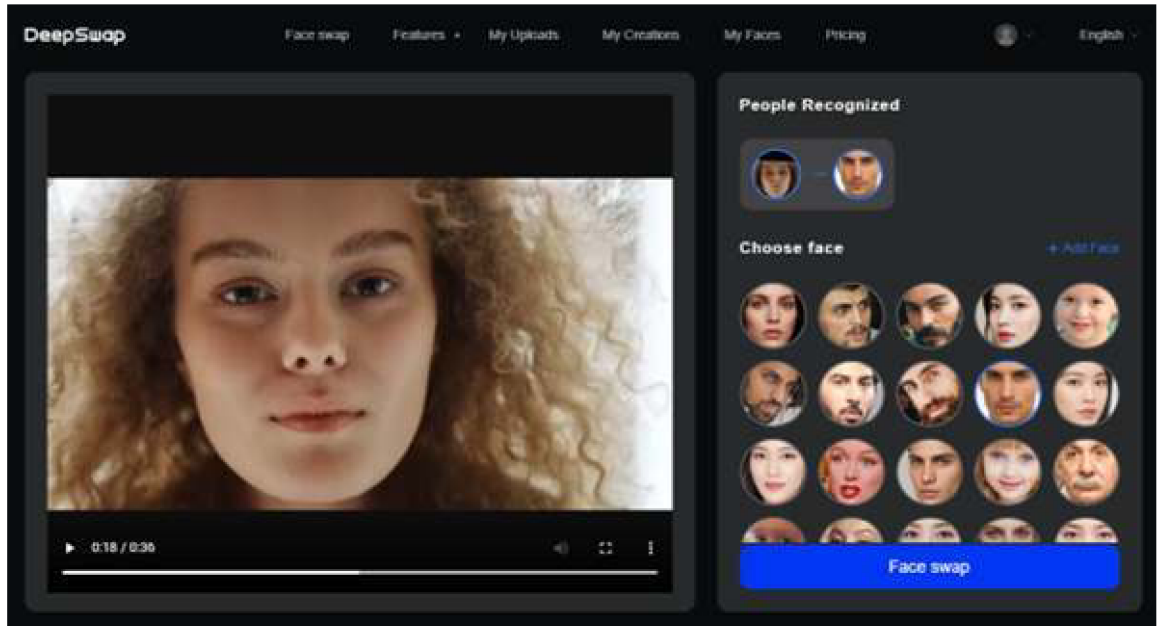 DeepSwap
Face swap
Features
My Uploads
My Creations
My Faces
Pricing
English
People Recognized
Choose face
+ Add Face
0:18 / 0:36
Face swap